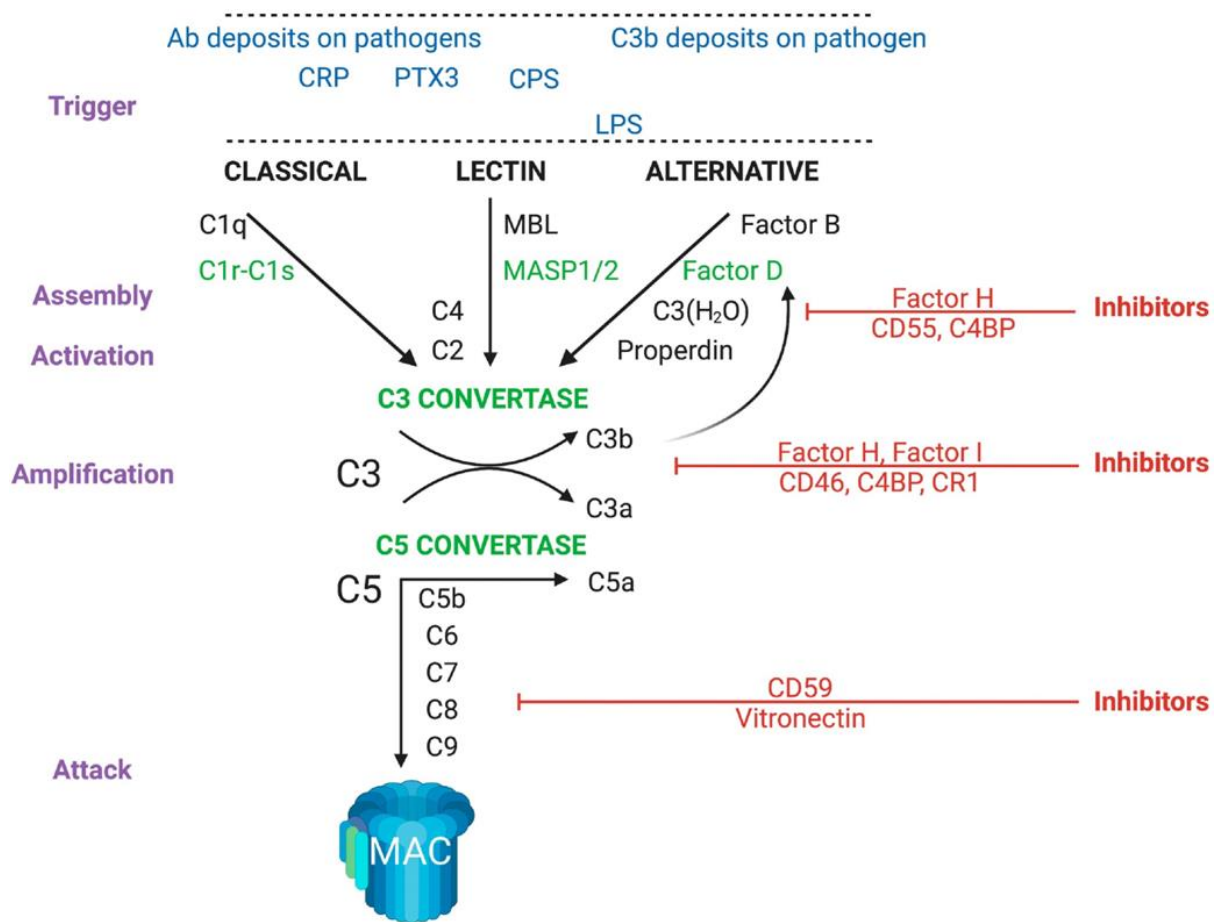 Ab deposits on pathogens
C3b deposits on pathogen
CRP PTX3 CPS
Trigger
LPS
CLASSICAL LECTIN ALTERNATIVE
C1q MBL Factor B
C1r-C1s MASP1/2 Factor D
Assembly
C4 C3(H₂O)
Factor H
CD55, C4BP
Inhibitors
Activation
C2 Properdin
C3 CONVERTASE
C3b
Amplification
C3
Factor H, Factor I
CD46, C4BP, CR1
Inhibitors
C3a
C5 CONVERTASE
C5 C5a
C5b
C6
C7
C8
C9
CD59
Vitronectin
Inhibitors
Attack
MAC